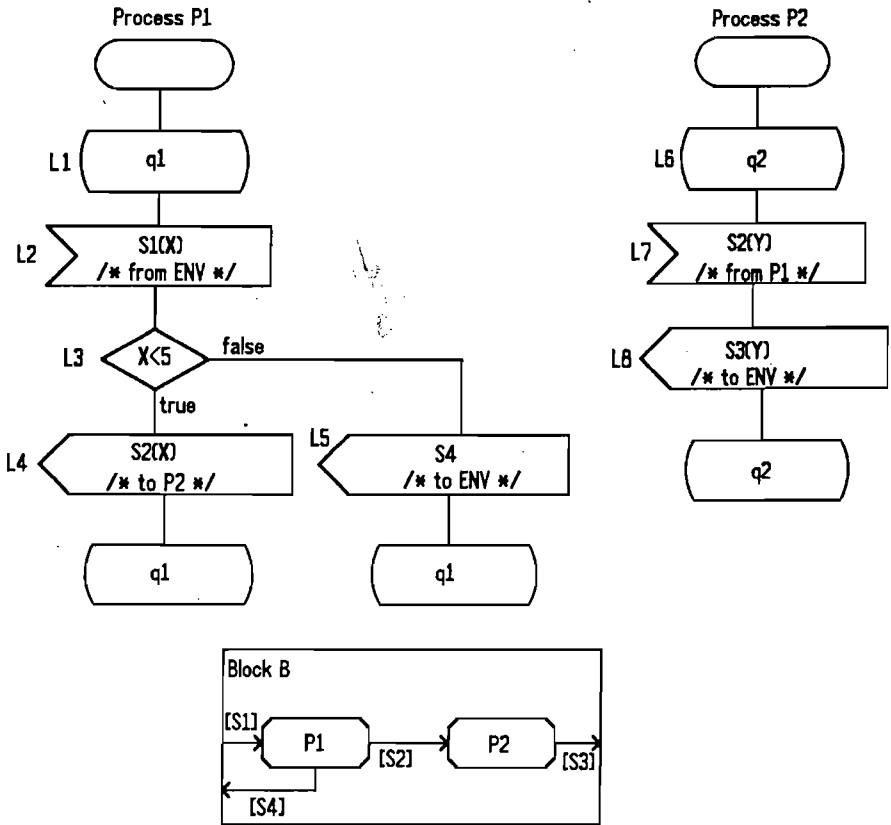 Process P1
Process P2
L1
q1
L6
q2
L2
S1(X)
/* from ENV */
L7
S2(Y)
/* from P1 */
L3
X<5
false
true
L8
S3(Y)
/* to ENV */
L4
S2(X)
/* to P2 */
L5
S4
/* to ENV */
q2
q1
q1
Block B
[S1]
P1
[S2]
P2
[S3]
[S4]